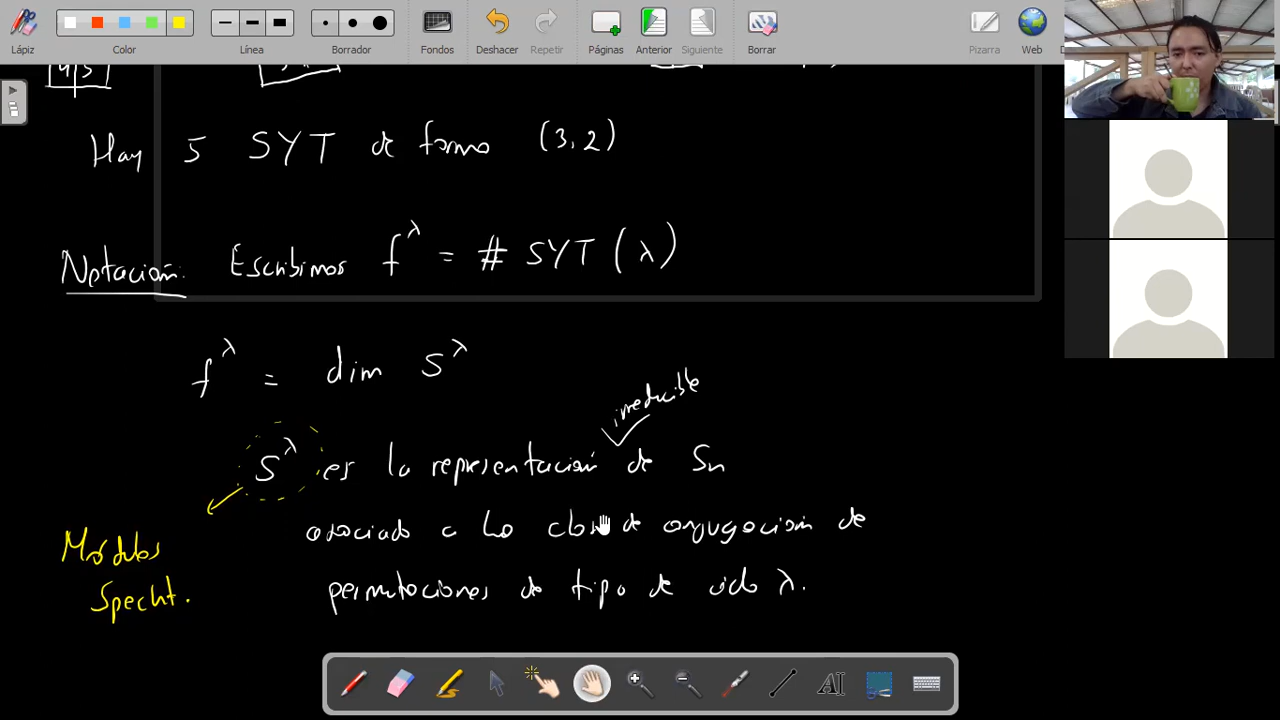 Lápiz Color Línea Borrador Fondos Deshacer Repetir Páginas Anterior Siguiente Borrar Pizarra Web Ayuda
Hay 5 SYT de forma (3,2)
Notación: Escribimos f^λ = # SYT(λ)
f^λ = dim S^λ
irreducible
S^λ es la representación de Sn
asociada a la clase de conjugación de
permutaciones de tipo de ciclo λ.
Módulos
Specht.